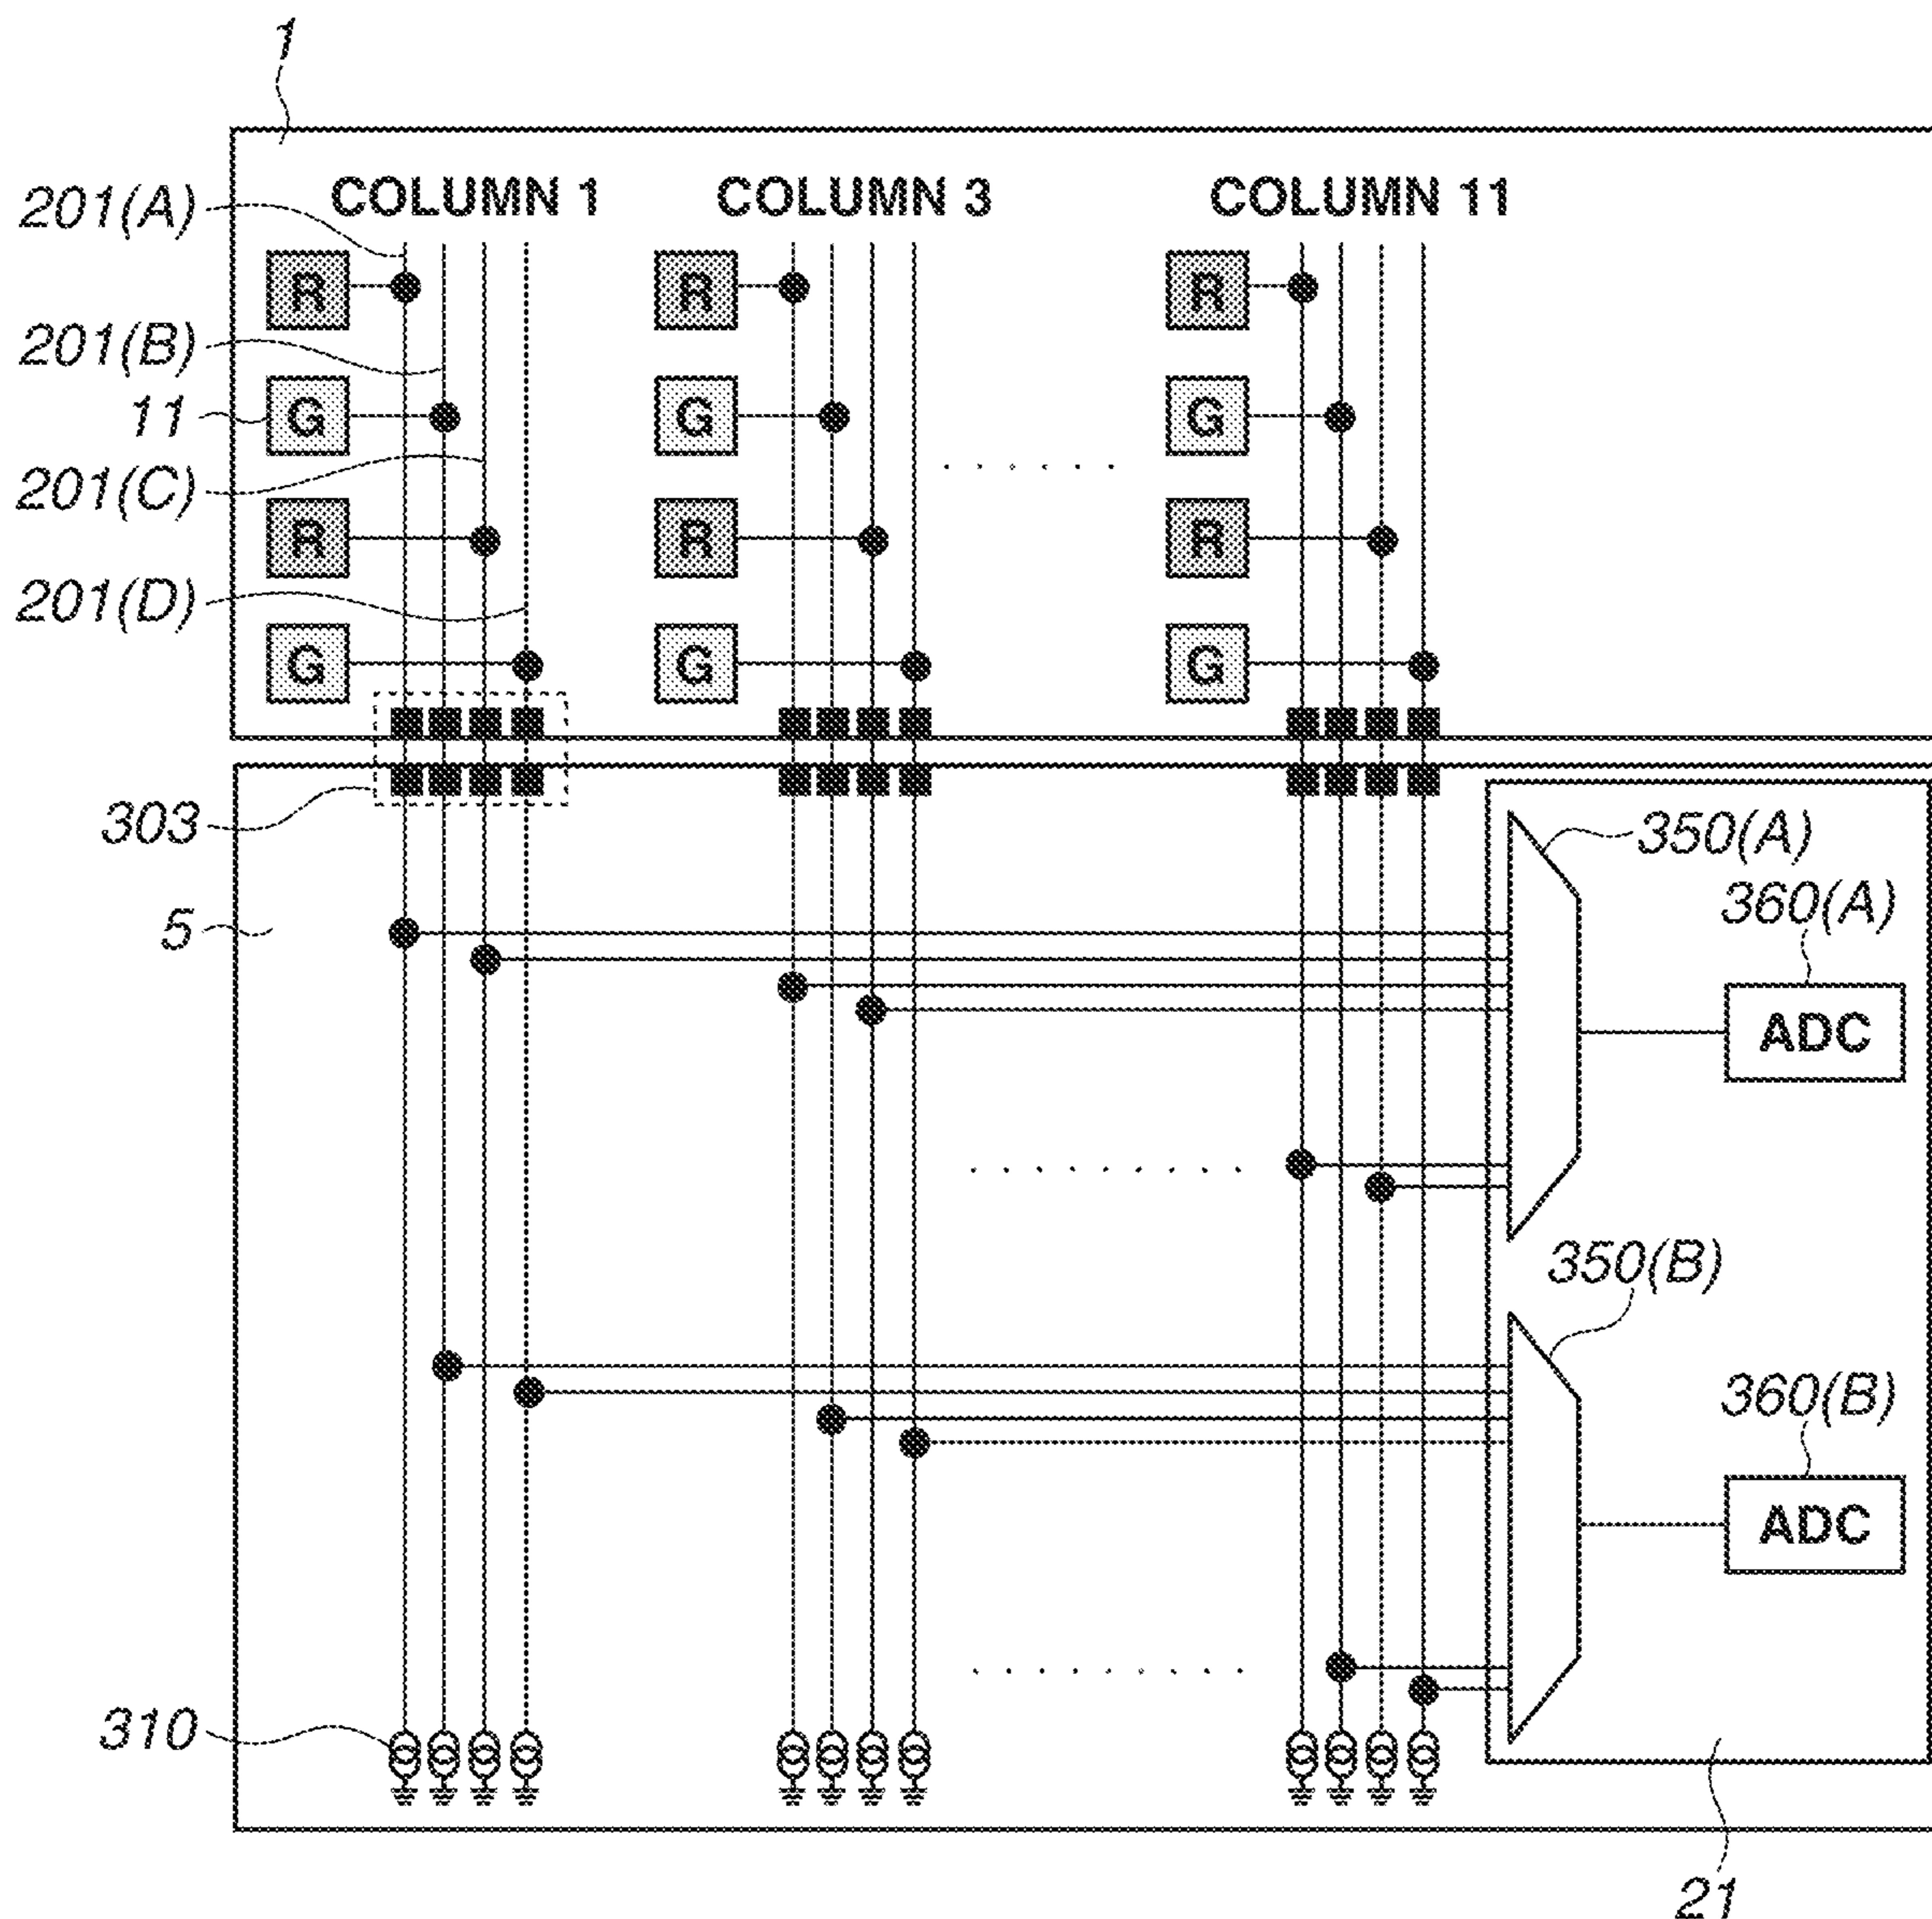 1
COLUMN 1 COLUMN 3 COLUMN 11
201(A)
R R R
201(B)
11 G G G
201(C)
R R R
201(D)
G G G
303
350(A)
360(A)
5
ADC
350(B)
360(B)
ADC
310
21